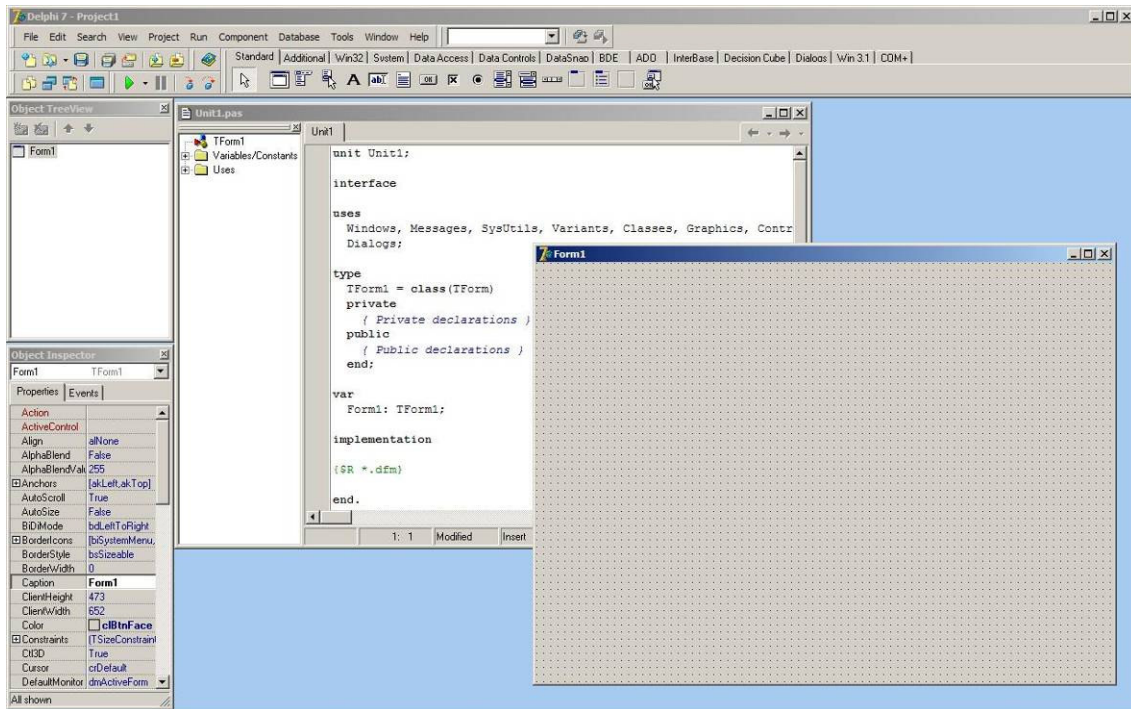 Delphi 7 - Project1
File Edit Search View Project Run Component Database Tools Window Help
Standard Additional Win32 System Data Access Data Controls DataSnap BDE ADO InterBase Decision Cube Dialogs Win 3.1 COM+
Object TreeView
Form1
Unit1.pas
TForm1
Variables/Constants
Uses
Unit1
unit Unit1;
interface
uses
Windows, Messages, SysUtils, Variants, Classes, Graphics, Contr
Dialogs;
type
TForm1 = class(TForm)
private
{ Private declarations }
public
{ Public declarations }
end;
var
Form1: TForm1;
implementation
{$R *.dfm}
end.
1: 1 Modified Insert
Form1
Object Inspector
Form1 TForm1
Properties Events
Action
ActiveControl
Align alNone
AlphaBlend False
AlphaBlendValu 255
Anchors [akLeft,akTop]
AutoScroll True
AutoSize False
BiDiMode bdLeftToRight
BorderIcons [biSystemMenu,
BorderStyle bsSizeable
BorderWidth 0
Caption Form1
ClientHeight 473
ClientWidth 652
Color clBtnFace
Constraints (TSizeConstraint
Ctl3D True
Cursor crDefault
DefaultMonitor dmActiveForm
All shown